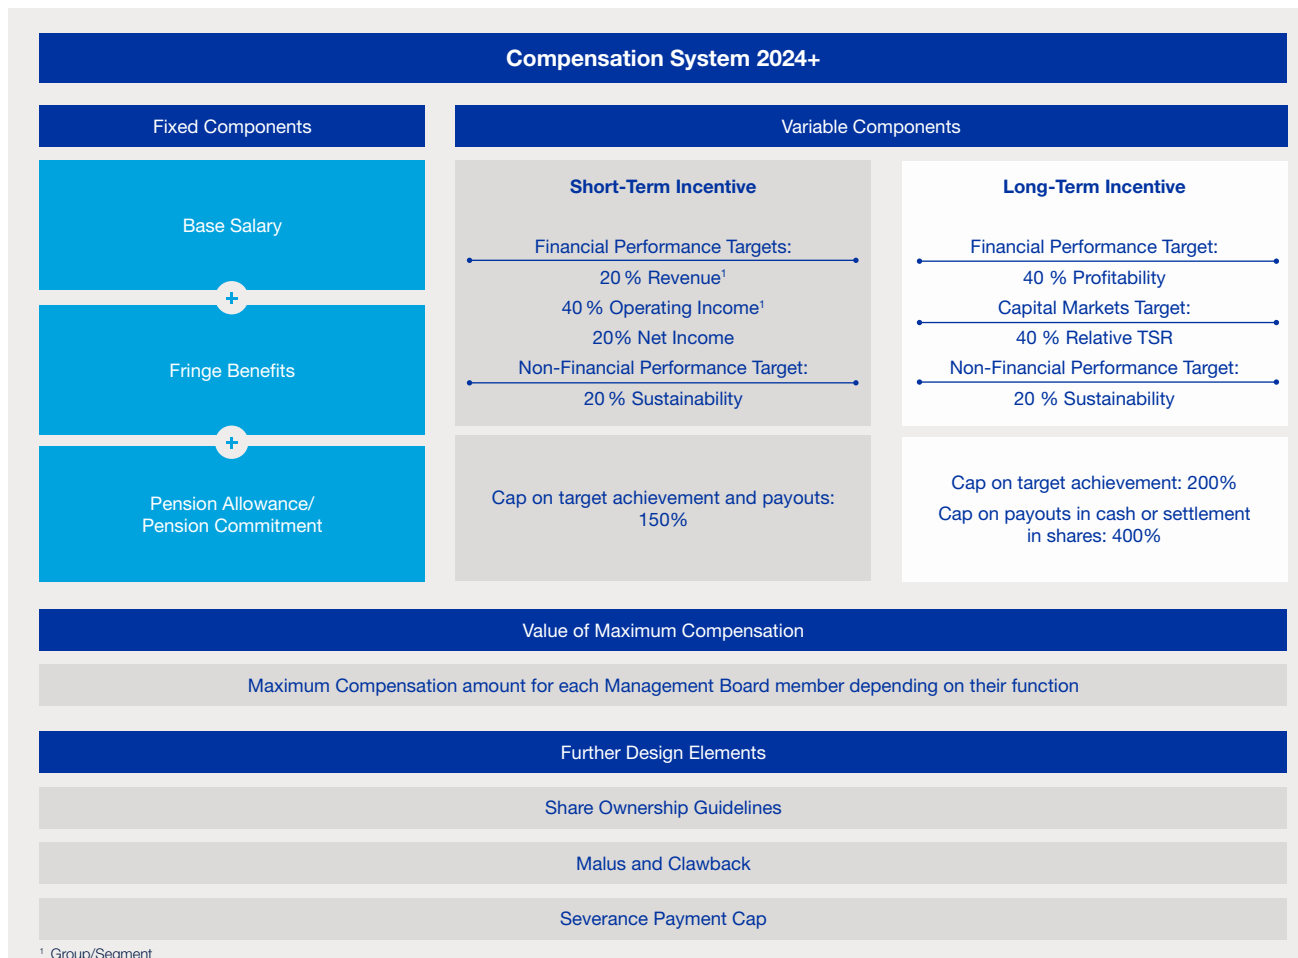 Compensation System 2024+
Fixed Components
Base Salary
+
Fringe Benefits
+
Pension Allowance/
Pension Commitment
Variable Components
Short-Term Incentive
Financial Performance Targets:
20 % Revenue¹
40 % Operating Income¹
20% Net Income
Non-Financial Performance Target:
20 % Sustainability
Cap on target achievement and payouts:
150%
Long-Term Incentive
Financial Performance Target:
40 % Profitability
Capital Markets Target:
40 % Relative TSR
Non-Financial Performance Target:
20 % Sustainability
Cap on target achievement: 200%
Cap on payouts in cash or settlement
in shares: 400%
Value of Maximum Compensation
Maximum Compensation amount for each Management Board member depending on their function
Further Design Elements
Share Ownership Guidelines
Malus and Clawback
Severance Payment Cap
¹ Group/Segment